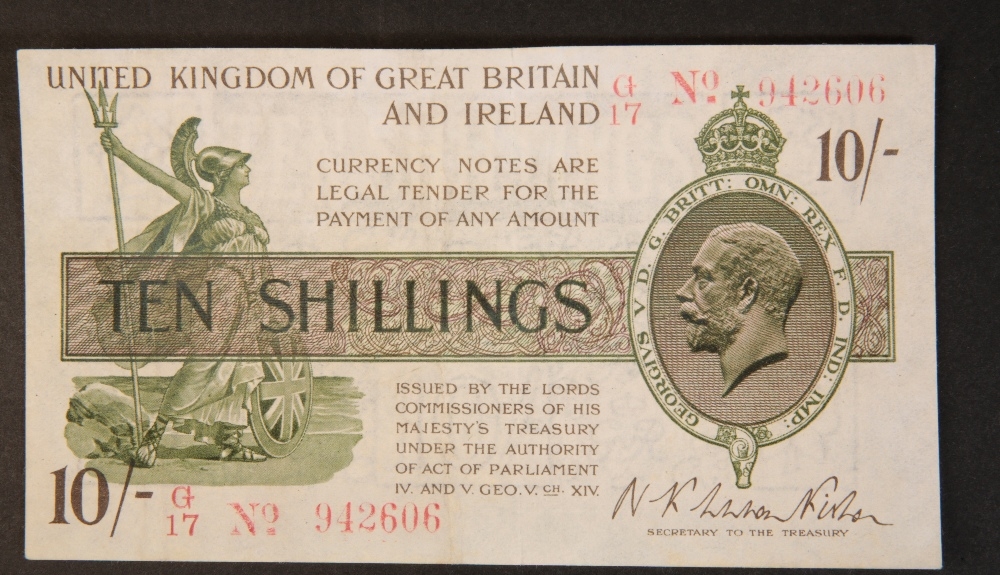 UNITED KINGDOM OF GREAT BRITAIN
AND IRELAND
G
17 Nº 942606
10/-
CURRENCY NOTES ARE
LEGAL TENDER FOR THE
PAYMENT OF ANY AMOUNT
TEN SHILLINGS
GEORGIVS V D. G. BRITT: OMN: REX F. D. IND: IMP:
ISSUED BY THE LORDS
COMMISSIONERS OF HIS
MAJESTY'S TREASURY
UNDER THE AUTHORITY
OF ACT OF PARLIAMENT
IV. AND V. GEO. V. CH. XIV.
10/-
G
17 Nº 942606
SECRETARY TO THE TREASURY